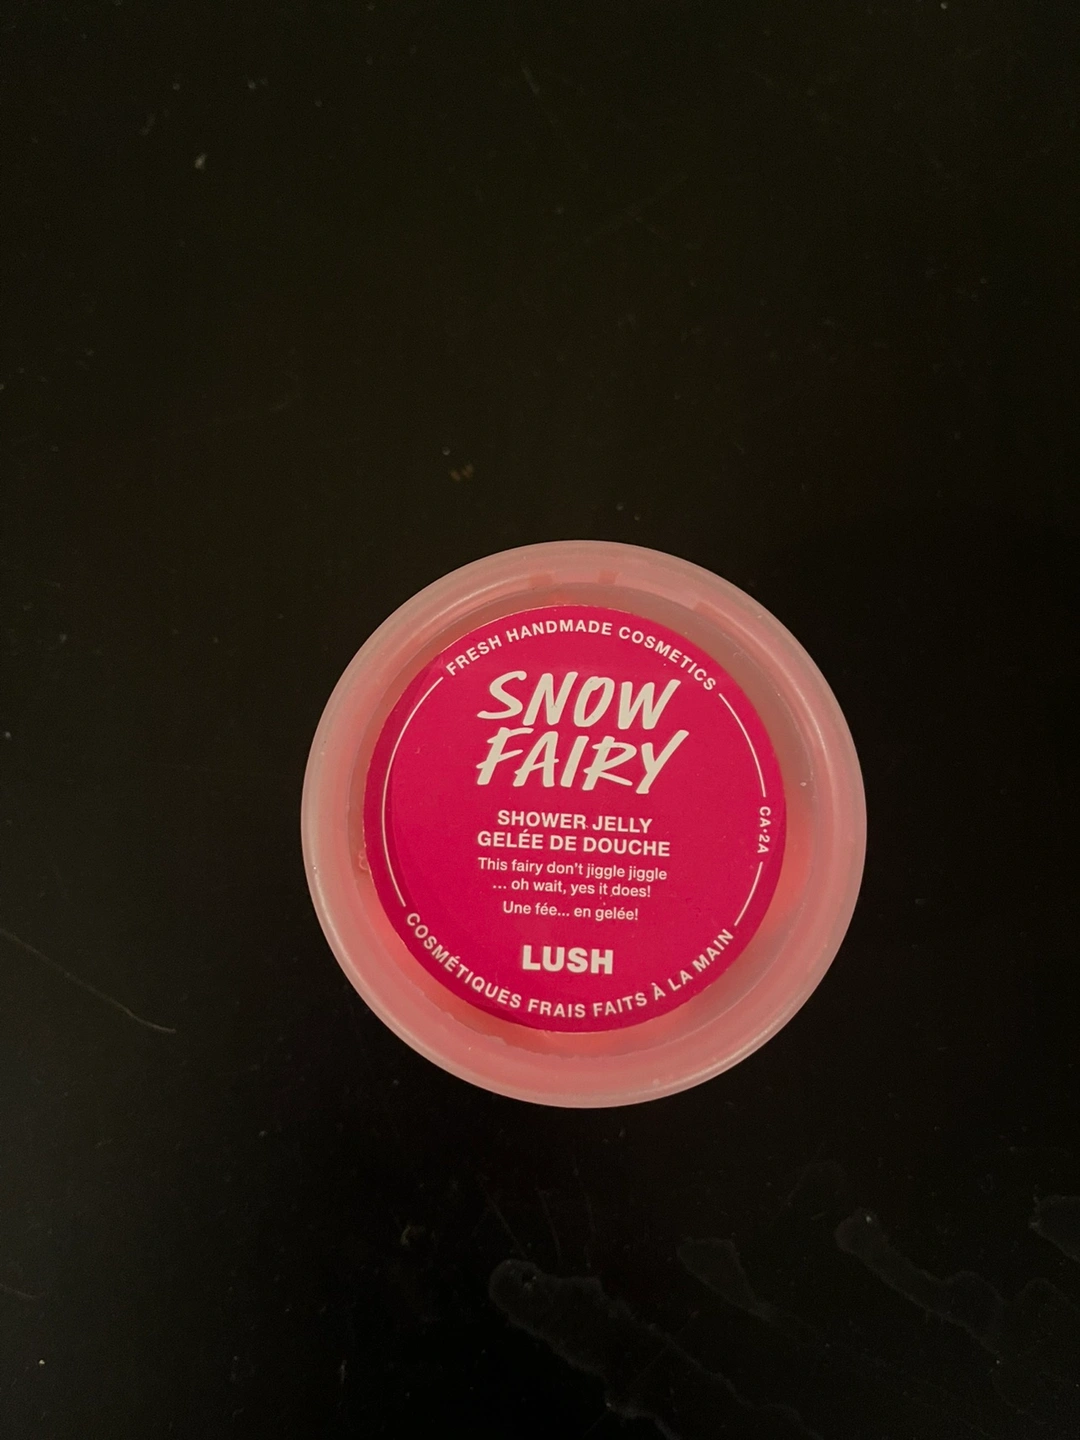 FRESH HANDMADE COSMETICS
SNOW
FAIRY
SHOWER JELLY
GELÉE DE DOUCHE
This fairy don't jiggle jiggle
... oh wait, yes it does!
Une fée... en gelée!
LUSH
CA•2A
COSMÉTIQUES FRAIS FAITS À LA MAIN